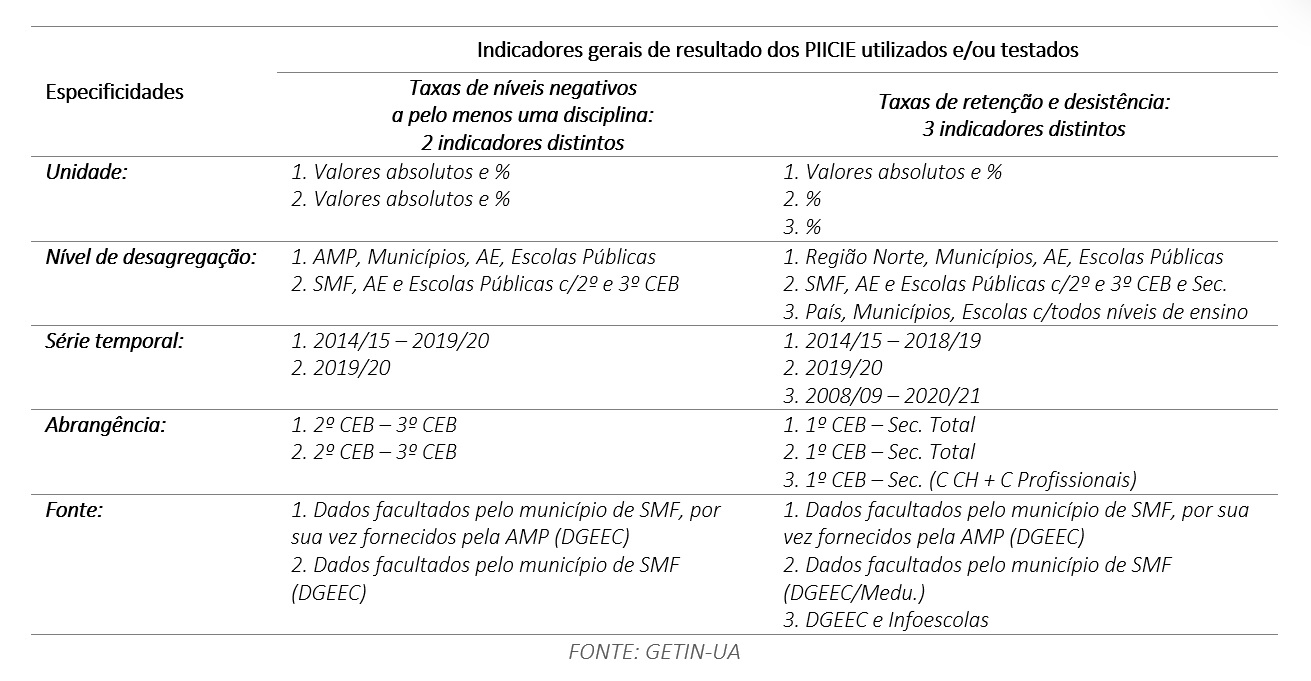 Indicadores gerais de resultado dos PIICIE utilizados e/ou testados
Especificidades
Taxas de níveis negativos
a pelo menos uma disciplina:
2 indicadores distintos
Taxas de retenção e desistência:
3 indicadores distintos
Unidade:
1. Valores absolutos e %
2. Valores absolutos e %
1. Valores absolutos e %
2. %
3. %
Nível de desagregação:
1. AMP, Municípios, AE, Escolas Públicas
2. SMF, AE e Escolas Públicas c/2º e 3º CEB
1. Região Norte, Municípios, AE, Escolas Públicas
2. SMF, AE e Escolas Públicas c/2º e 3º CEB e Sec.
3. País, Municípios, Escolas c/todos níveis de ensino
Série temporal:
1. 2014/15 – 2019/20
2. 2019/20
1. 2014/15 – 2018/19
2. 2019/20
3. 2008/09 – 2020/21
Abrangência:
1. 2º CEB – 3º CEB
2. 2º CEB – 3º CEB
1. 1º CEB – Sec. Total
2. 1º CEB – Sec. Total
3. 1º CEB – Sec. (C CH + C Profissionais)
Fonte:
1. Dados facultados pelo município de SMF, por
sua vez fornecidos pela AMP (DGEEC)
2. Dados facultados pelo município de SMF
(DGEEC)
1. Dados facultados pelo município de SMF, por sua
vez fornecidos pela AMP (DGEEC)
2. Dados facultados pelo município de SMF
(DGEEC/Medu.)
3. DGEEC e Infoescolas
FONTE: GETIN-UA